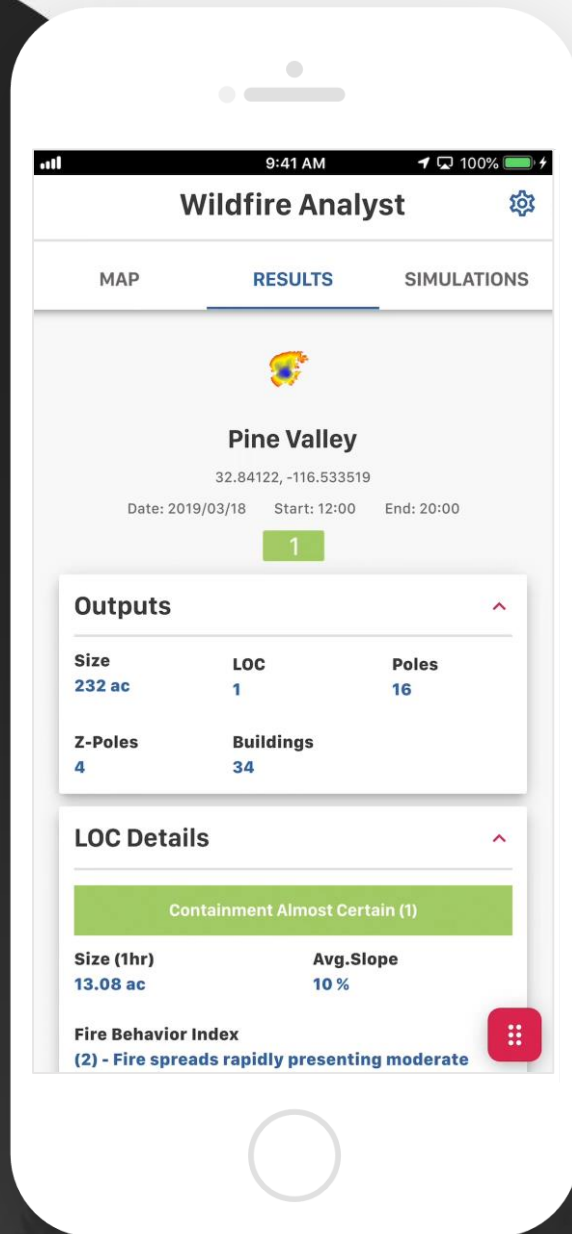 9:41 AM 100%
Wildfire Analyst
MAP RESULTS SIMULATIONS
Pine Valley
32.84122, -116.533519
Date: 2019/03/18 Start: 12:00 End: 20:00
1
Outputs
Size LOC Poles
232 ac 1 16
Z-Poles Buildings
4 34
LOC Details
Containment Almost Certain (1)
Size (1hr) Avg.Slope
13.08 ac 10 %
Fire Behavior Index
(2) - Fire spreads rapidly presenting moderate